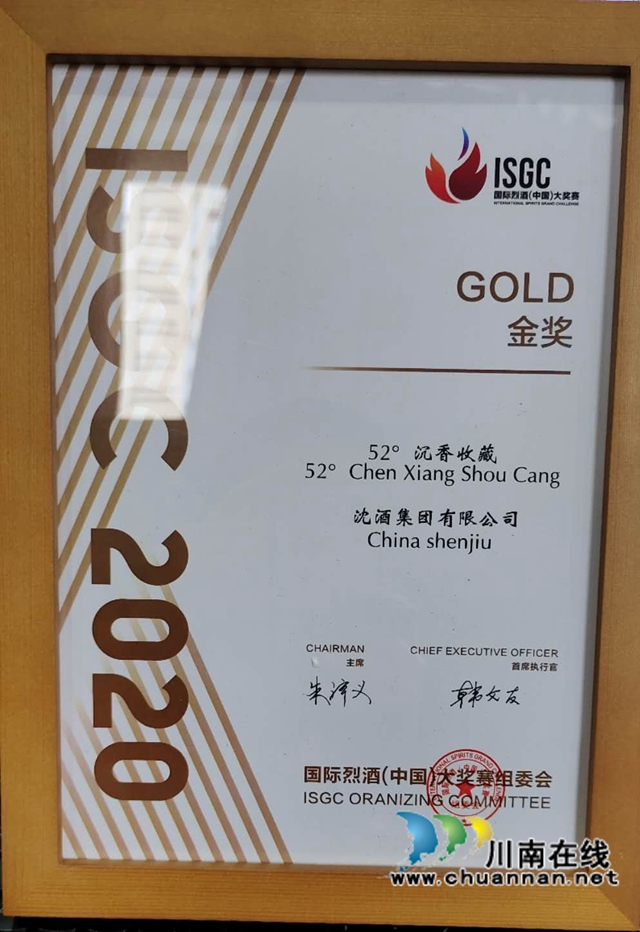 ISGC 2020
ISGC
国际烈酒(中国)大奖赛
INTERNATIONAL SPIRITS GRAND CHALLENGE
GOLD
金奖
52° 沉香收藏
52° Chen Xiang Shou Cang
沈酒集团有限公司
China shenjiu
CHAIRMAN
主席
CHIEF EXECUTIVE OFFICER
首席执行官
韩文友
国际烈酒(中国)大奖赛组委会
ISGC ORANIZING COMMITTEE
川南在线
www.chuannan.net